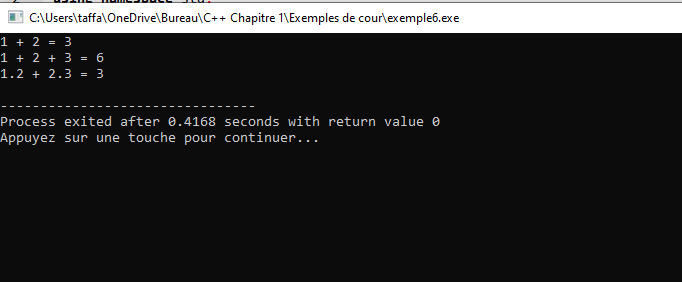 C:\Users\taffa\OneDrive\Bureau\C++ Chapitre 1\Exemples de cour\exemple6.exe
1 + 2 = 3
1 + 2 + 3 = 6
1.2 + 2.3 = 3
--------------------------------
Process exited after 0.4168 seconds with return value 0
Appuyez sur une touche pour continuer...